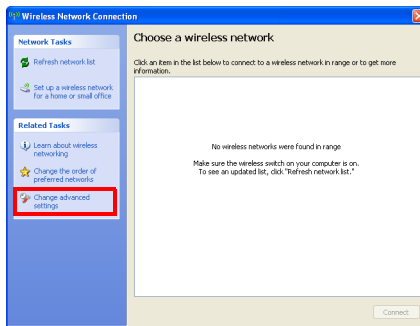 Wireless Network Connection
Network Tasks
Refresh network list
Set up a wireless network
for a home or small office
Related Tasks
Learn about wireless
networking
Change the order of
preferred networks
Change advanced
settings
Choose a wireless network
Click an item in the list below to connect to a wireless network in range or to get more
information.
No wireless networks were found in range
Make sure the wireless switch on your computer is on.
To see an updated list, click "Refresh network list."
Connect